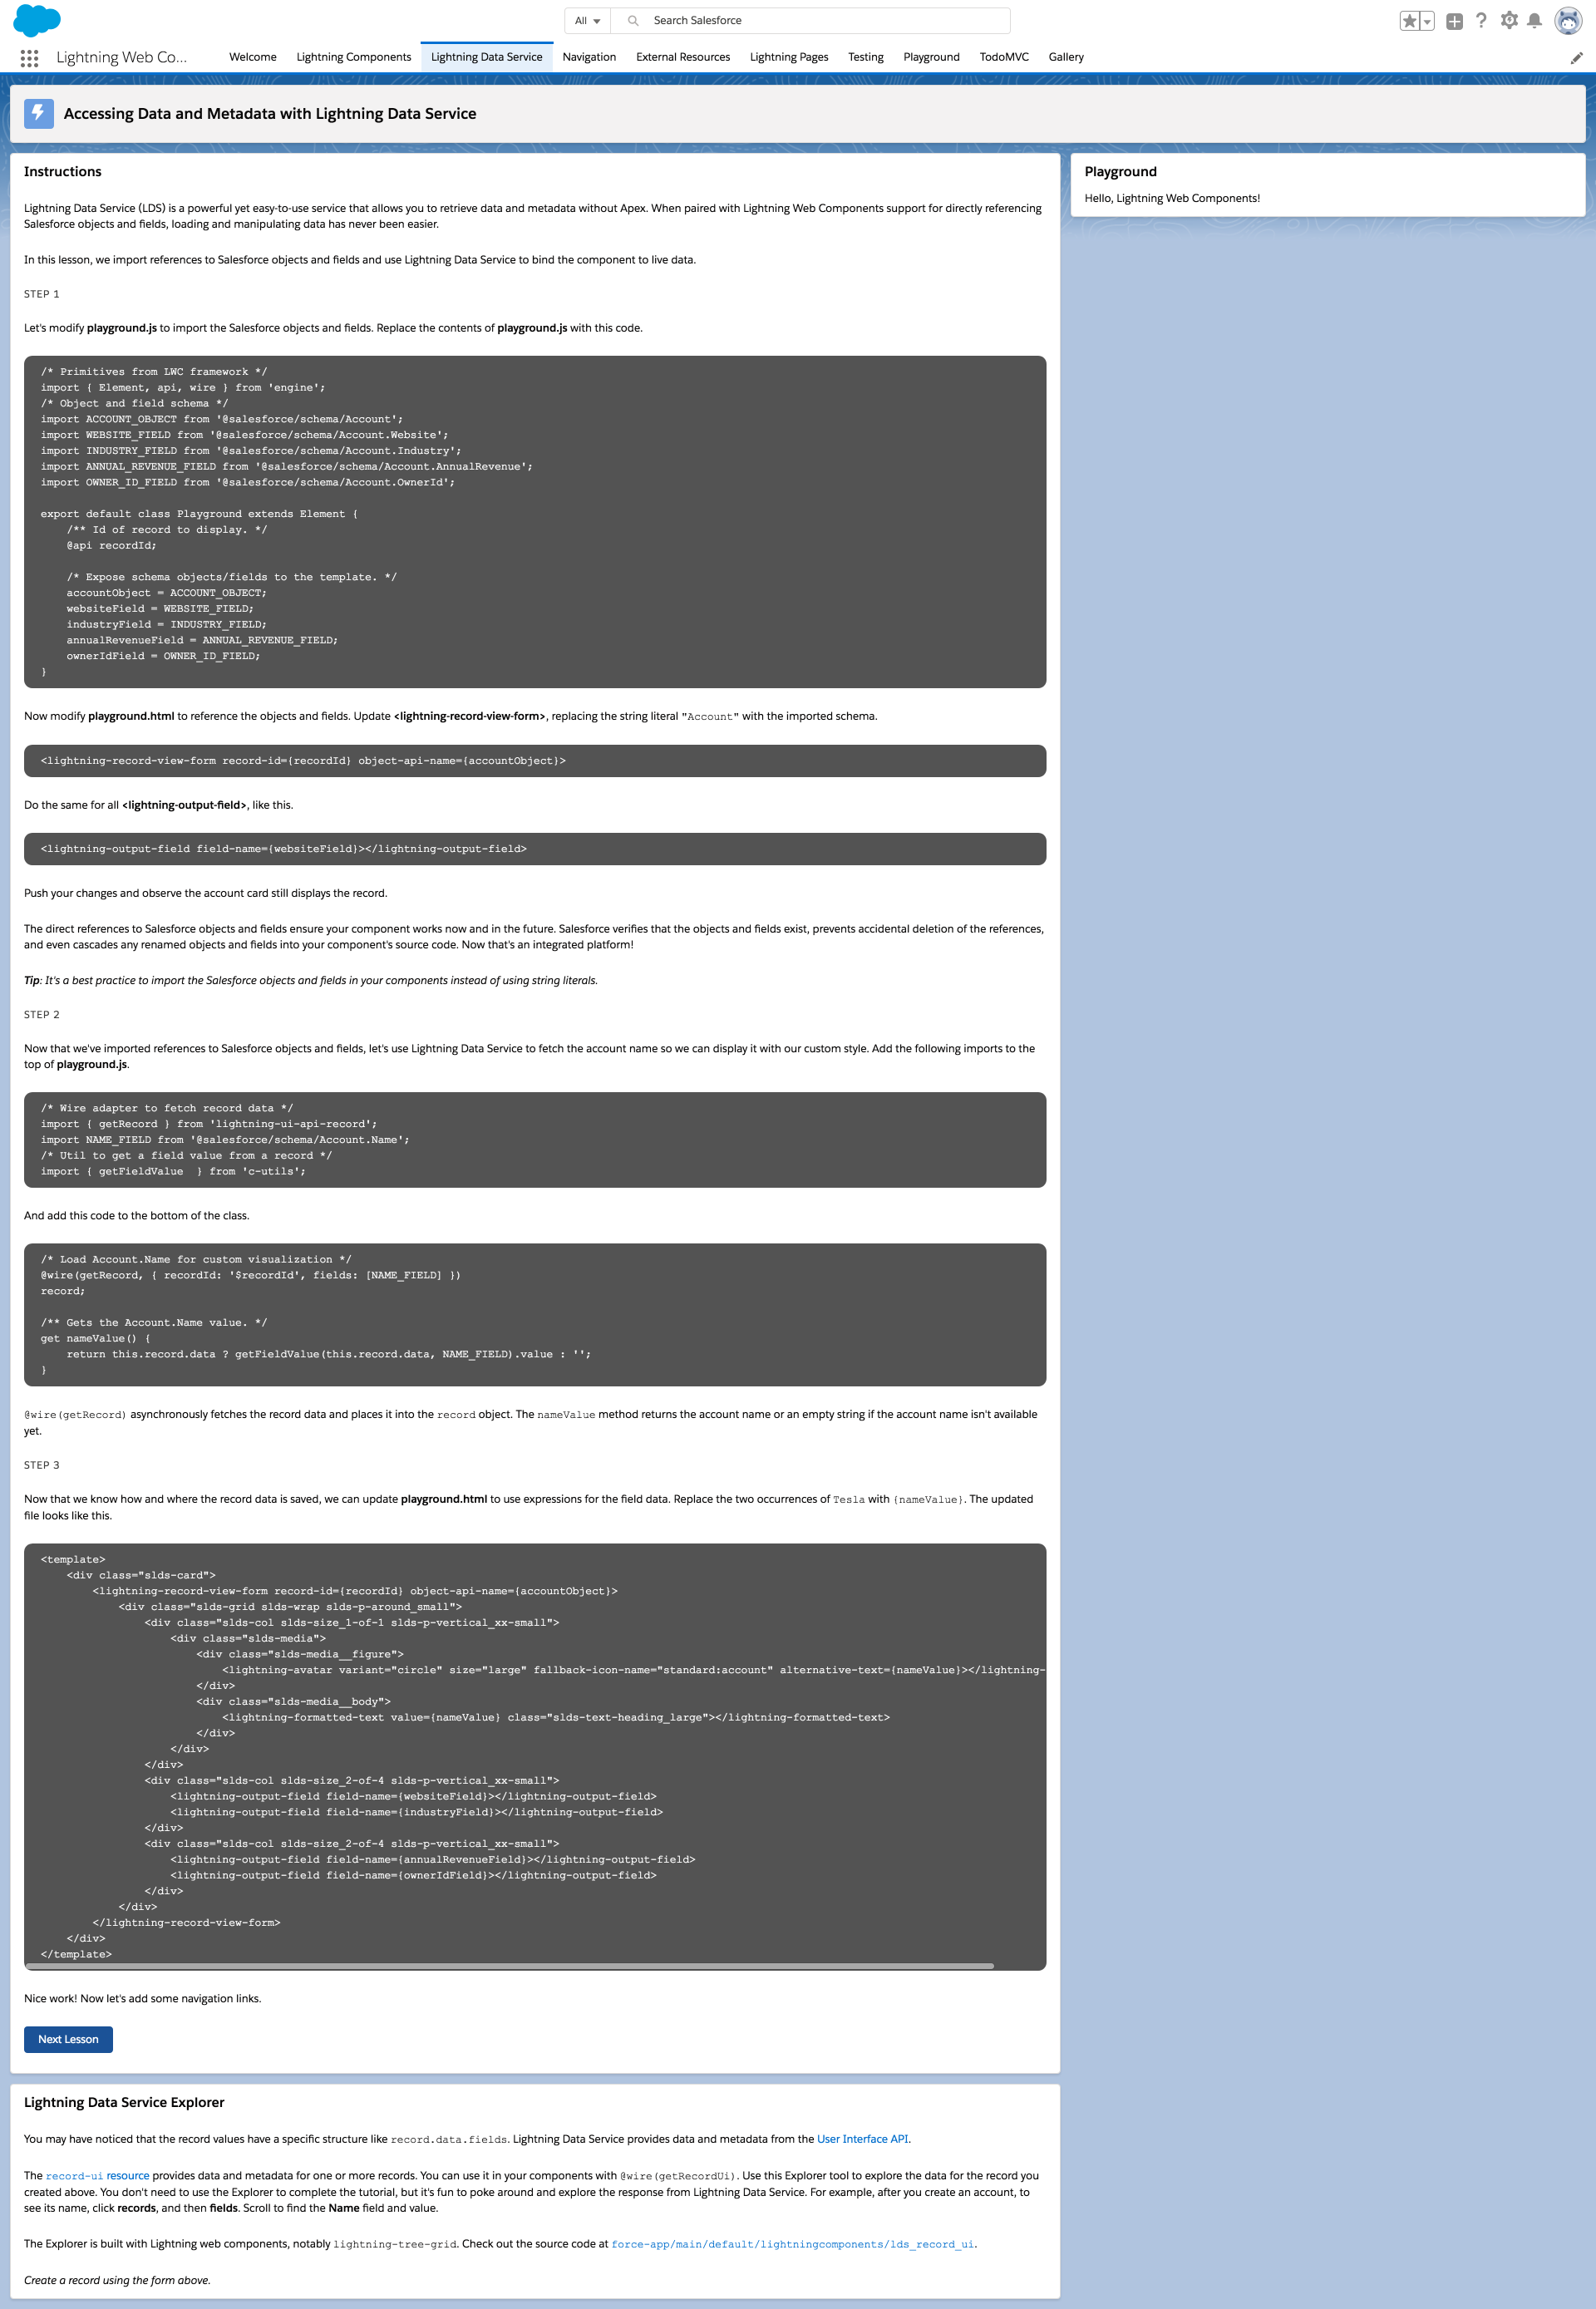 All
Search Salesforce
Lightning Web Co...
Welcome
Lightning Components
Lightning Data Service
Navigation
External Resources
Lightning Pages
Testing
Playground
TodoMVC
Gallery
Accessing Data and Metadata with Lightning Data Service
Instructions
Lightning Data Service (LDS) is a powerful yet easy-to-use service that allows you to retrieve data and metadata without Apex. When paired with Lightning Web Components support for directly referencing
Salesforce objects and fields, loading and manipulating data has never been easier.
In this lesson, we import references to Salesforce objects and fields and use Lightning Data Service to bind the component to live data.
STEP 1
Let's modify playground.js to import the Salesforce objects and fields. Replace the contents of playground.js with this code.
/* Primitives from LWC framework */
import { Element, api, wire } from 'engine';
/* Object and field schema */
import ACCOUNT_OBJECT from '@salesforce/schema/Account';
import WEBSITE_FIELD from '@salesforce/schema/Account.Website';
import INDUSTRY_FIELD from '@salesforce/schema/Account.Industry';
import ANNUAL_REVENUE_FIELD from '@salesforce/schema/Account.AnnualRevenue';
import OWNER_ID_FIELD from '@salesforce/schema/Account.OwnerId';
export default class Playground extends Element {
/** Id of record to display. */
@api recordId;
/* Expose schema objects/fields to the template. */
accountObject = ACCOUNT_OBJECT;
websiteField = WEBSITE_FIELD;
industryField = INDUSTRY_FIELD;
annualRevenueField = ANNUAL_REVENUE_FIELD;
ownerIdField = OWNER_ID_FIELD;
}
Now modify playground.html to reference the objects and fields. Update <lightning-record-view-form>, replacing the string literal "Account" with the imported schema.
<lightning-record-view-form record-id={recordId} object-api-name={accountObject}>
Do the same for all <lightning-output-field>, like this.
<lightning-output-field field-name={websiteField}></lightning-output-field>
Push your changes and observe the account card still displays the record.
The direct references to Salesforce objects and fields ensure your component works now and in the future. Salesforce verifies that the objects and fields exist, prevents accidental deletion of the references,
and even cascades any renamed objects and fields into your component's source code. Now that's an integrated platform!
Tip: It's a best practice to import the Salesforce objects and fields in your components instead of using string literals.
STEP 2
Now that we've imported references to Salesforce objects and fields, let's use Lightning Data Service to fetch the account name so we can display it with our custom style. Add the following imports to the
top of playground.js.
/* Wire adapter to fetch record data */
import { getRecord } from 'lightning-ui-api-record';
import NAME_FIELD from '@salesforce/schema/Account.Name';
/* Util to get a field value from a record */
import { getFieldValue  } from 'c-utils';
And add this code to the bottom of the class.
/* Load Account.Name for custom visualization */
@wire(getRecord, { recordId: '$recordId', fields: [NAME_FIELD] })
record;
/** Gets the Account.Name value. */
get nameValue() {
return this.record.data ? getFieldValue(this.record.data, NAME_FIELD).value : '';
}
@wire(getRecord) asynchronously fetches the record data and places it into the record object. The nameValue method returns the account name or an empty string if the account name isn't available
yet.
STEP 3
Now that we know how and where the record data is saved, we can update playground.html to use expressions for the field data. Replace the two occurrences of Tesla with {nameValue}. The updated
file looks like this.
<template>
<div class="slds-card">
<lightning-record-view-form record-id={recordId} object-api-name={accountObject}>
<div class="slds-grid slds-wrap slds-p-around_small">
<div class="slds-col slds-size_1-of-1 slds-p-vertical_xx-small">
<div class="slds-media">
<div class="slds-media__figure">
<lightning-avatar variant="circle" size="large" fallback-icon-name="standard:account" alternative-text={nameValue}></lightning-
</div>
<div class="slds-media__body">
<lightning-formatted-text value={nameValue} class="slds-text-heading_large"></lightning-formatted-text>
</div>
</div>
</div>
<div class="slds-col slds-size_2-of-4 slds-p-vertical_xx-small">
<lightning-output-field field-name={websiteField}></lightning-output-field>
<lightning-output-field field-name={industryField}></lightning-output-field>
</div>
<div class="slds-col slds-size_2-of-4 slds-p-vertical_xx-small">
<lightning-output-field field-name={annualRevenueField}></lightning-output-field>
<lightning-output-field field-name={ownerIdField}></lightning-output-field>
</div>
</div>
</lightning-record-view-form>
</div>
</template>
Nice work! Now let's add some navigation links.
Next Lesson
Lightning Data Service Explorer
You may have noticed that the record values have a specific structure like record.data.fields. Lightning Data Service provides data and metadata from the User Interface API.
The record-ui resource provides data and metadata for one or more records. You can use it in your components with @wire(getRecordUi). Use this Explorer tool to explore the data for the record you
created above. You don't need to use the Explorer to complete the tutorial, but it's fun to poke around and explore the response from Lightning Data Service. For example, after you create an account, to
see its name, click records, and then fields. Scroll to find the Name field and value.
The Explorer is built with Lightning web components, notably lightning-tree-grid. Check out the source code at force-app/main/default/lightningcomponents/lds_record_ui.
Create a record using the form above.
Playground
Hello, Lightning Web Components!